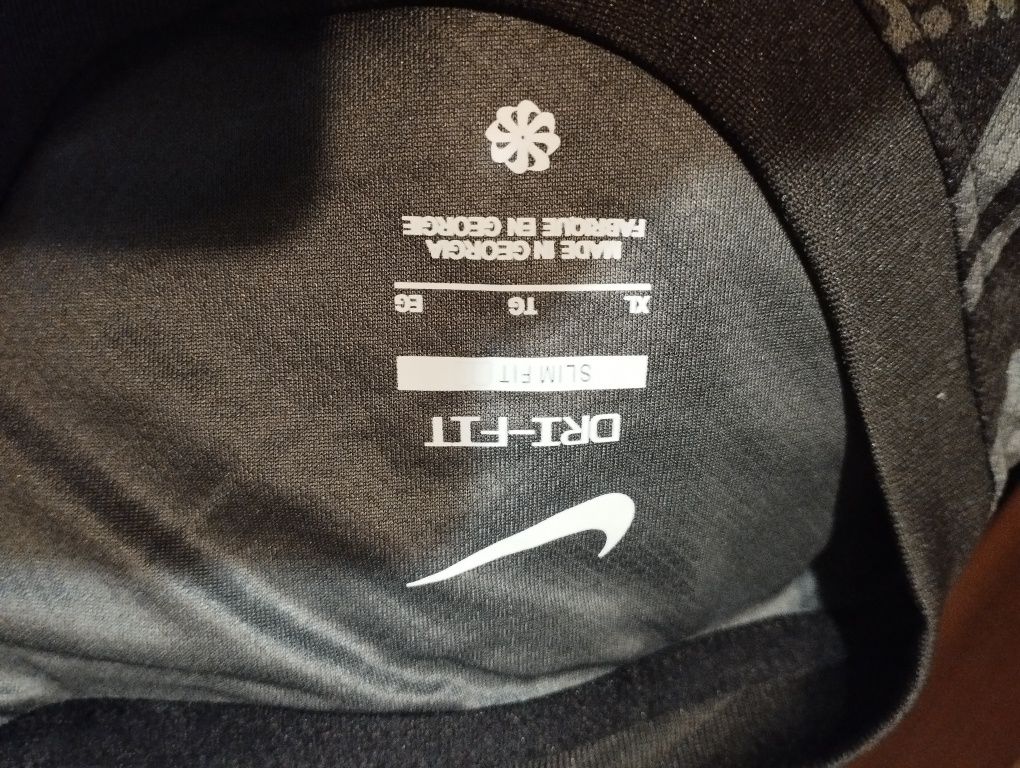 DRI-FIT
SLIM FIT
XL TG EG
MADE IN GEORGIA
FABRIQUE EN GEORGIE